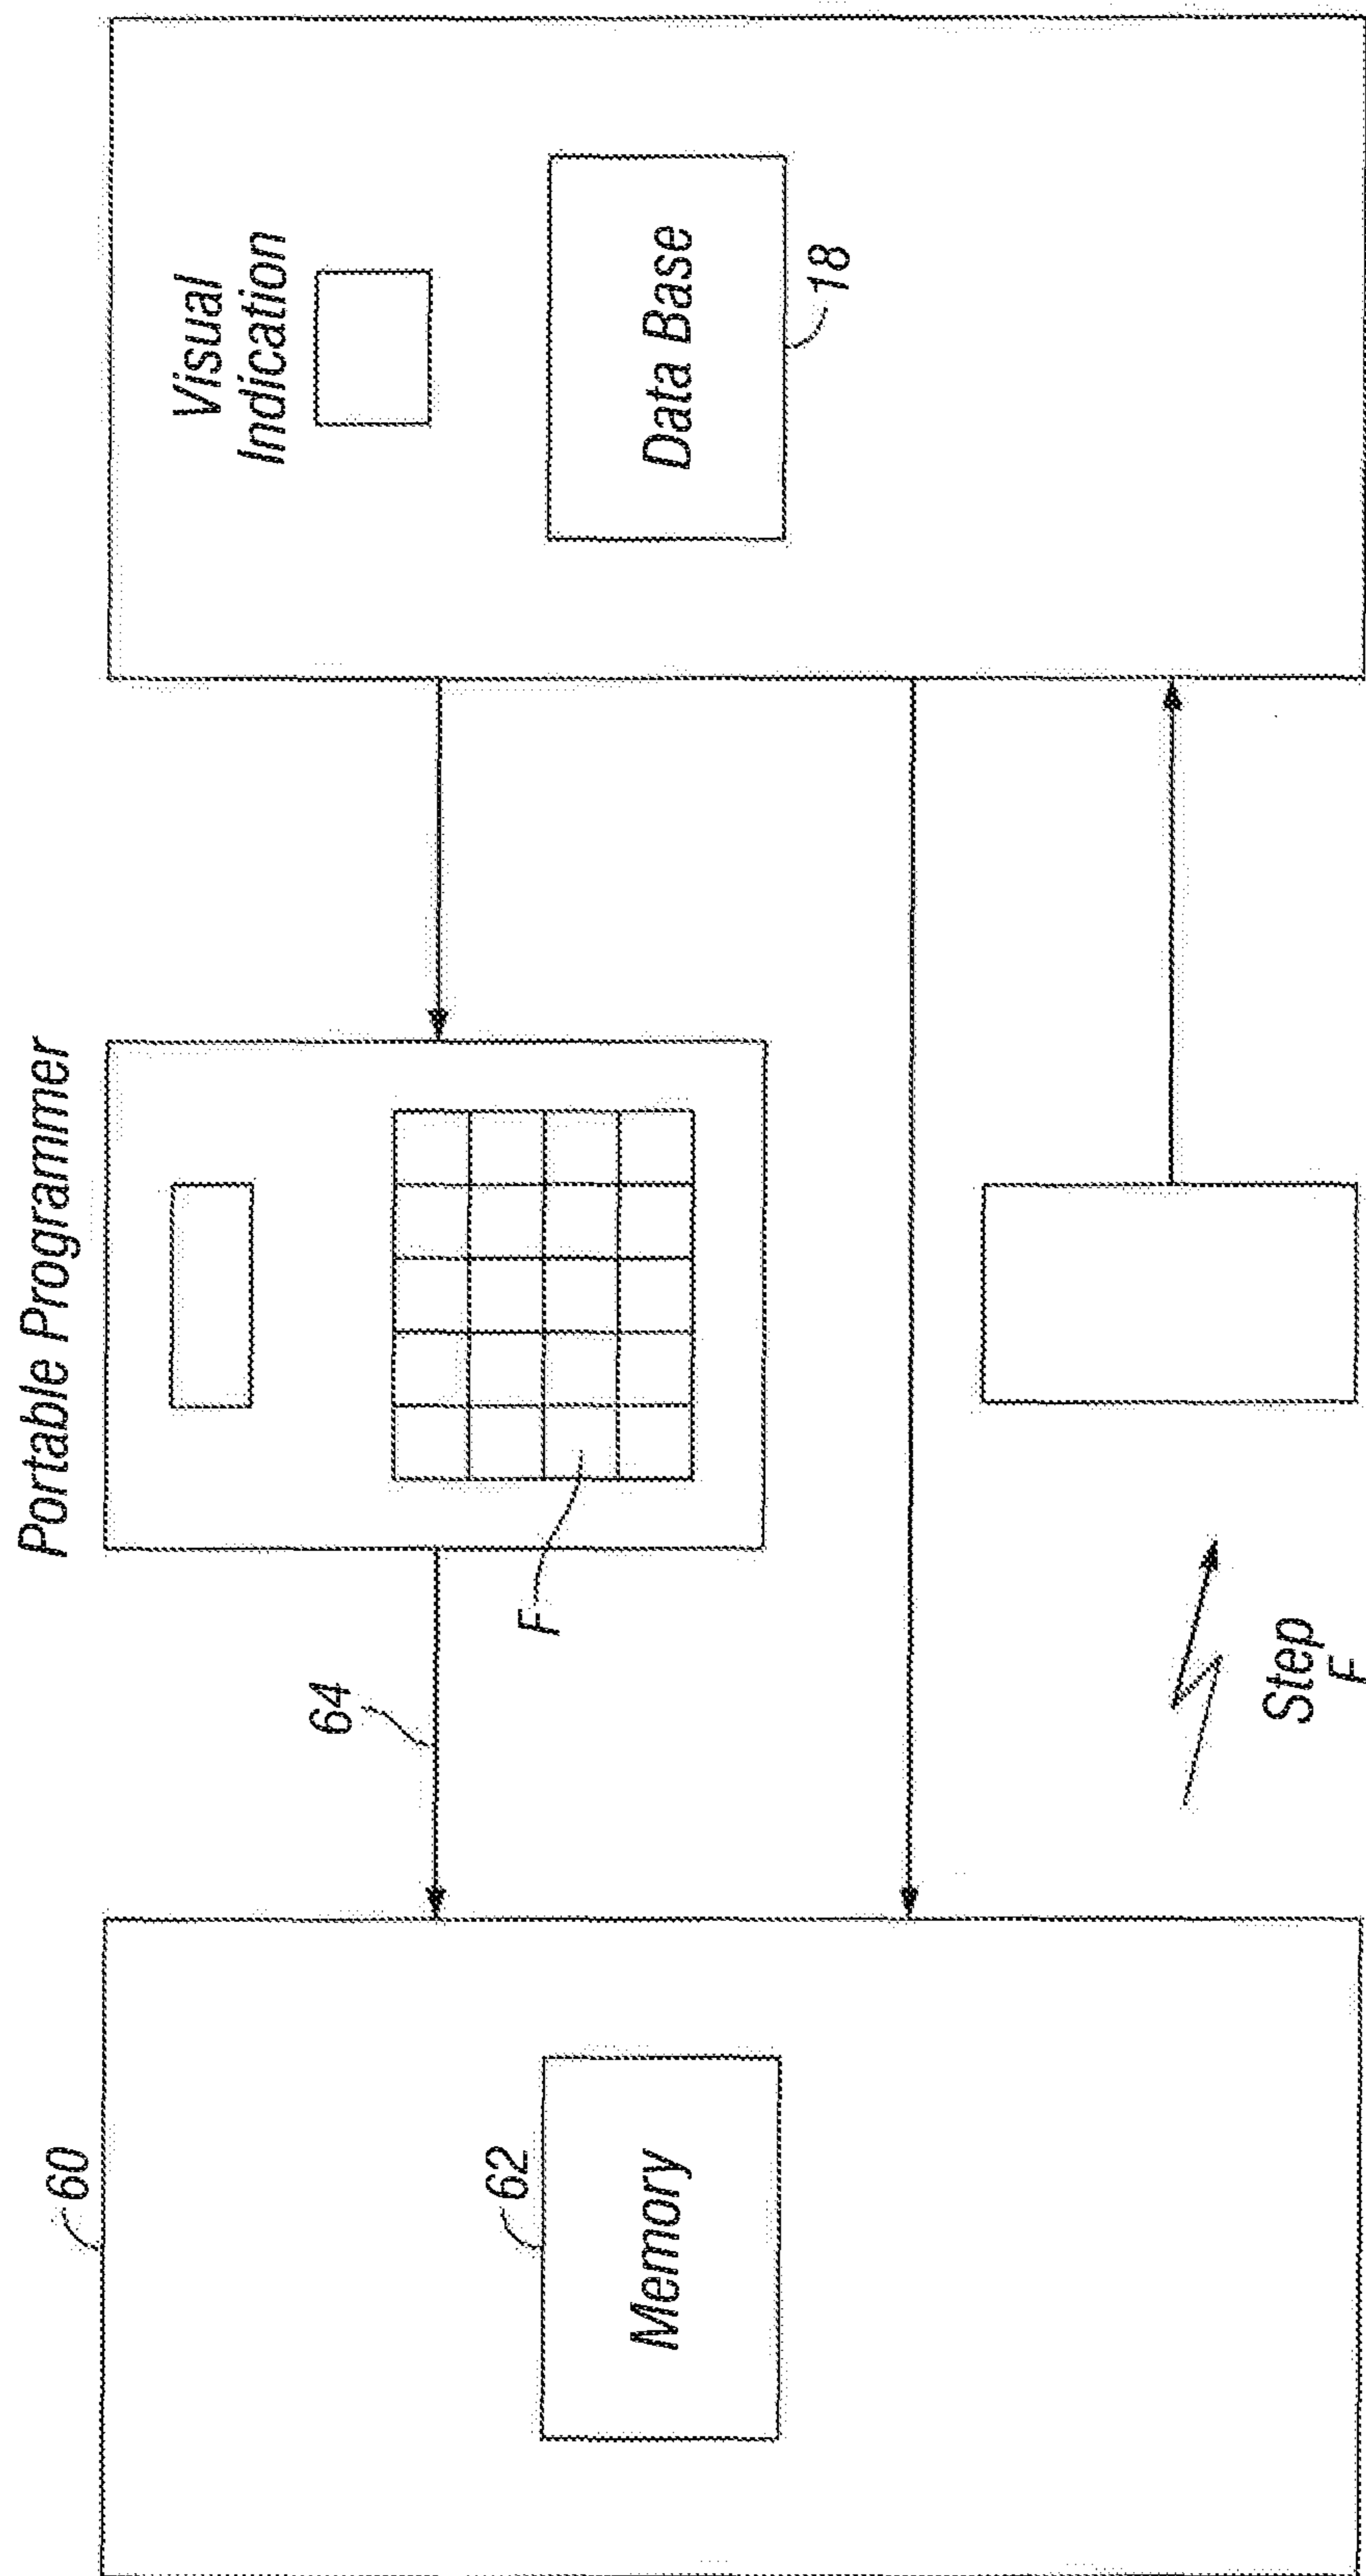 60
62
Memory
64
Portable Programmer
F
Step
F
Visual
Indication
Data Base
18